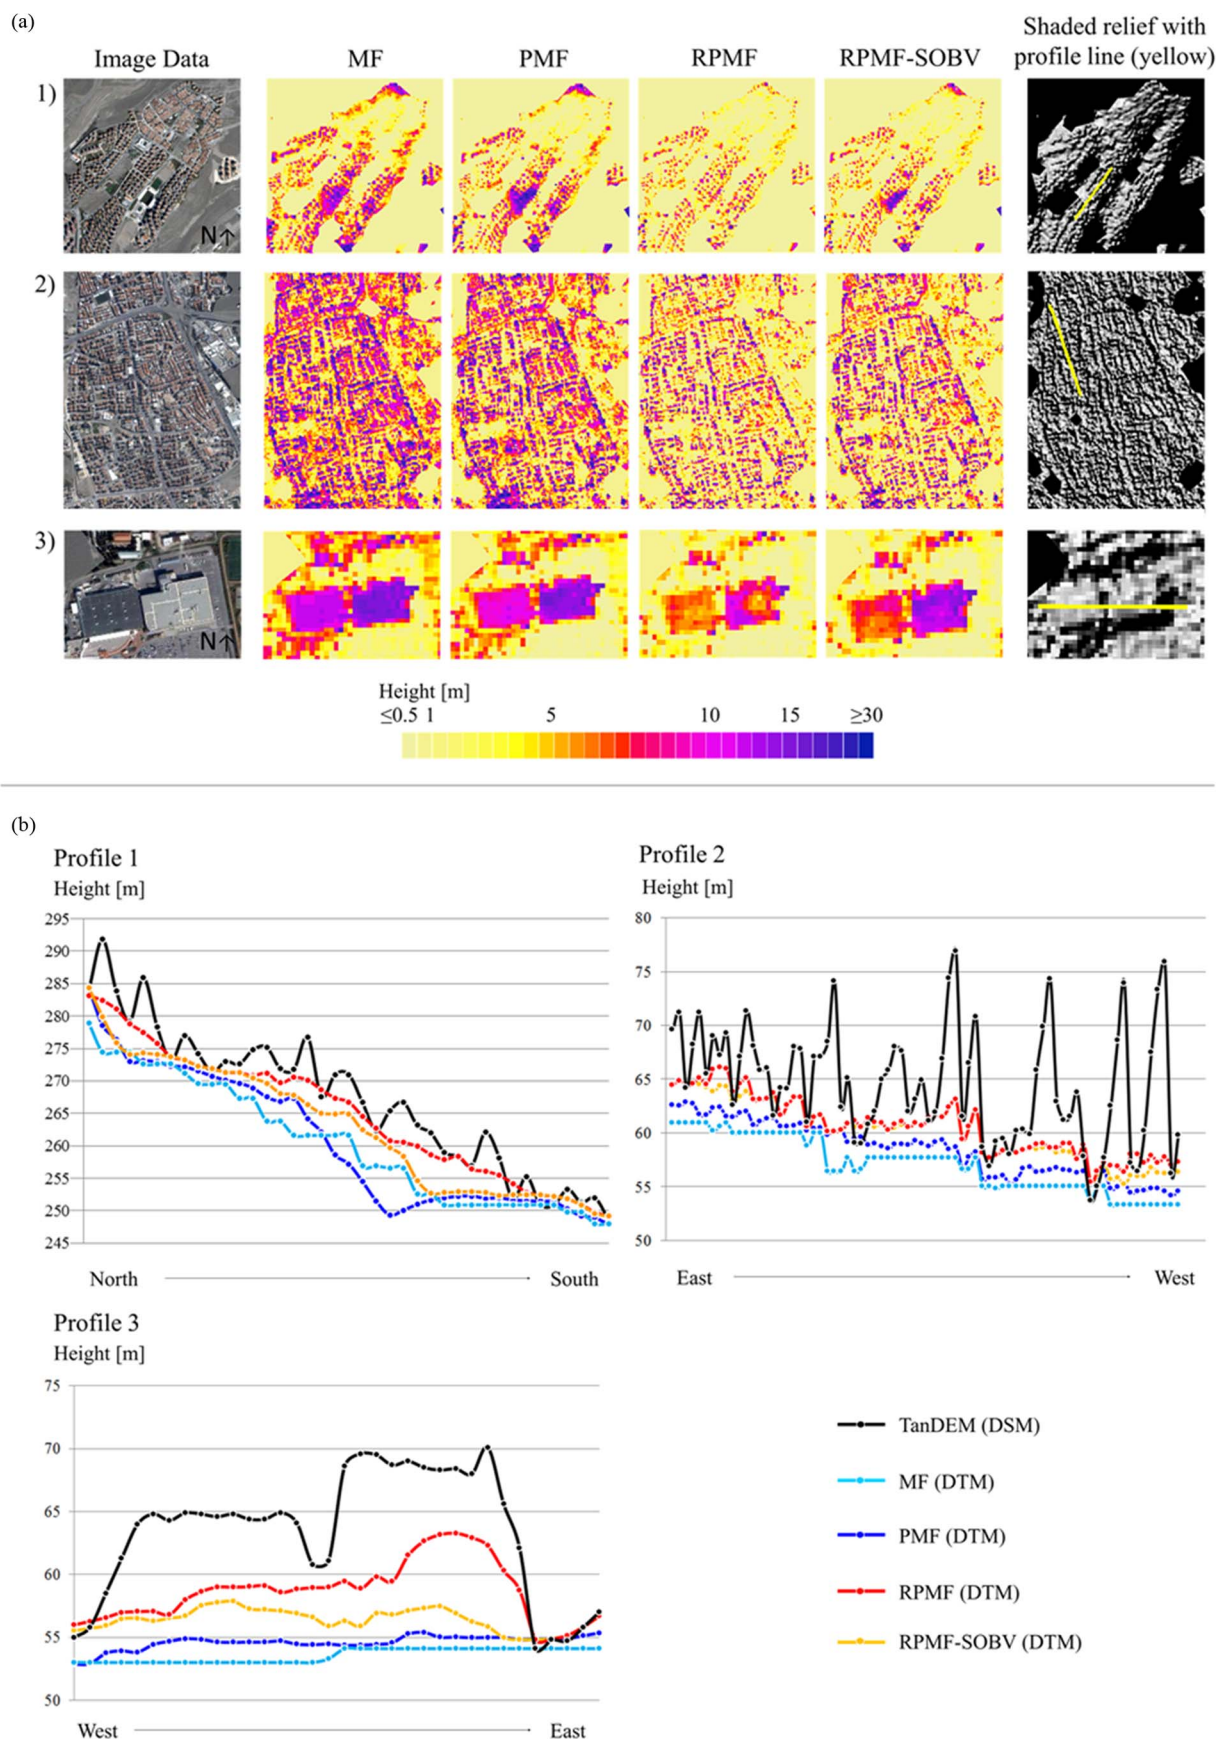 (a)
Image Data
MF
PMF
RPMF
RPMF-SOBV
Shaded relief with
profile line (yellow)
1)
N↑
2)
3)
N↑
Height [m]
≤0.5 1 5 10 15 ≥30
(b)
Profile 1
Height [m]
295
290
285
280
275
270
265
260
255
250
245
North South
Profile 2
Height [m]
80
75
70
65
60
55
50
East West
Profile 3
Height [m]
75
70
65
60
55
50
West East
TanDEM (DSM)
MF (DTM)
PMF (DTM)
RPMF (DTM)
RPMF-SOBV (DTM)